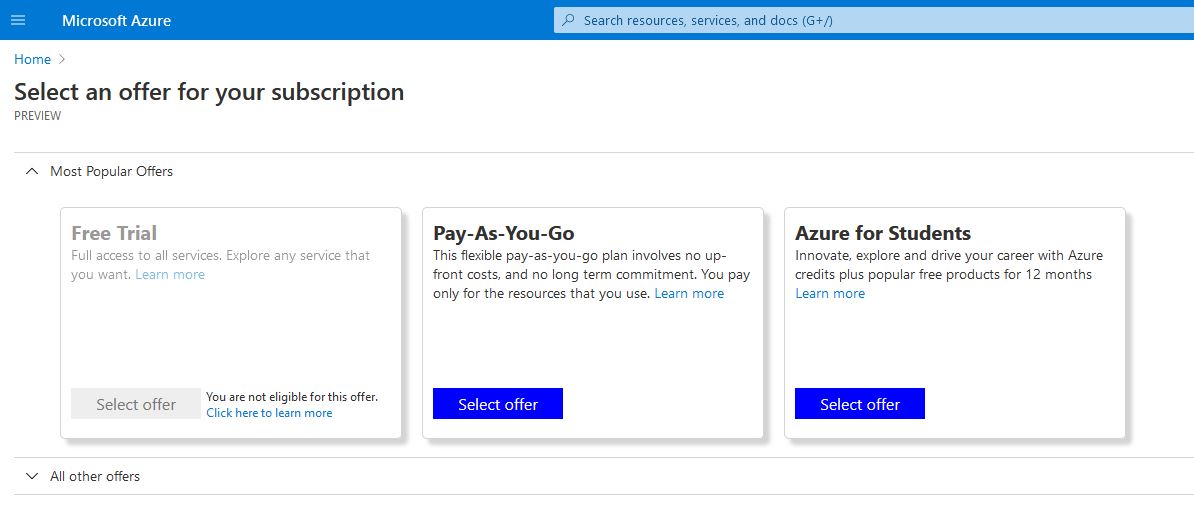 Microsoft Azure
Search resources, services, and docs (G+/)
Home
Select an offer for your subscription
PREVIEW
Most Popular Offers
Free Trial
Full access to all services. Explore any service that
you want. Learn more
Select offer
You are not eligible for this offer.
Click here to learn more
Pay-As-You-Go
This flexible pay-as-you-go plan involves no up-
front costs, and no long term commitment. You pay
only for the resources that you use. Learn more
Select offer
Azure for Students
Innovate, explore and drive your career with Azure
credits plus popular free products for 12 months
Learn more
Select offer
All other offers